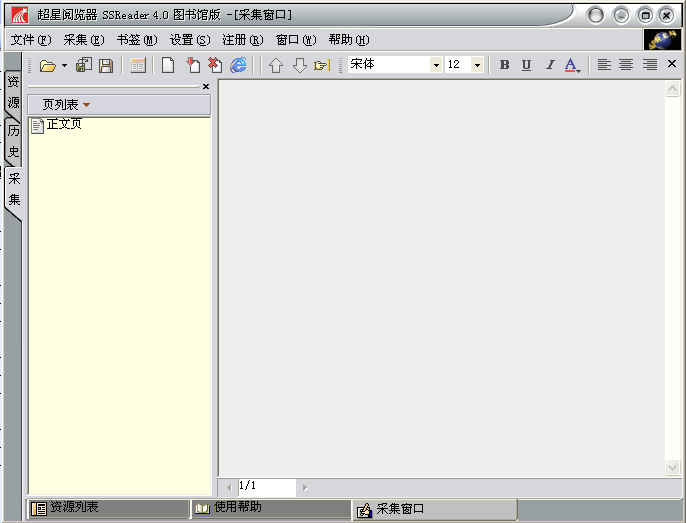 超星阅览器 SSReader 4.0 图书馆版 -[采集窗口]
文件(F) 采集(E) 书签(M) 设置(S) 注册(R) 窗口(W) 帮助(H)
宋体 12 B U I A
资源
历史
采集
页列表
正文页
1/1
资源列表 使用帮助 采集窗口